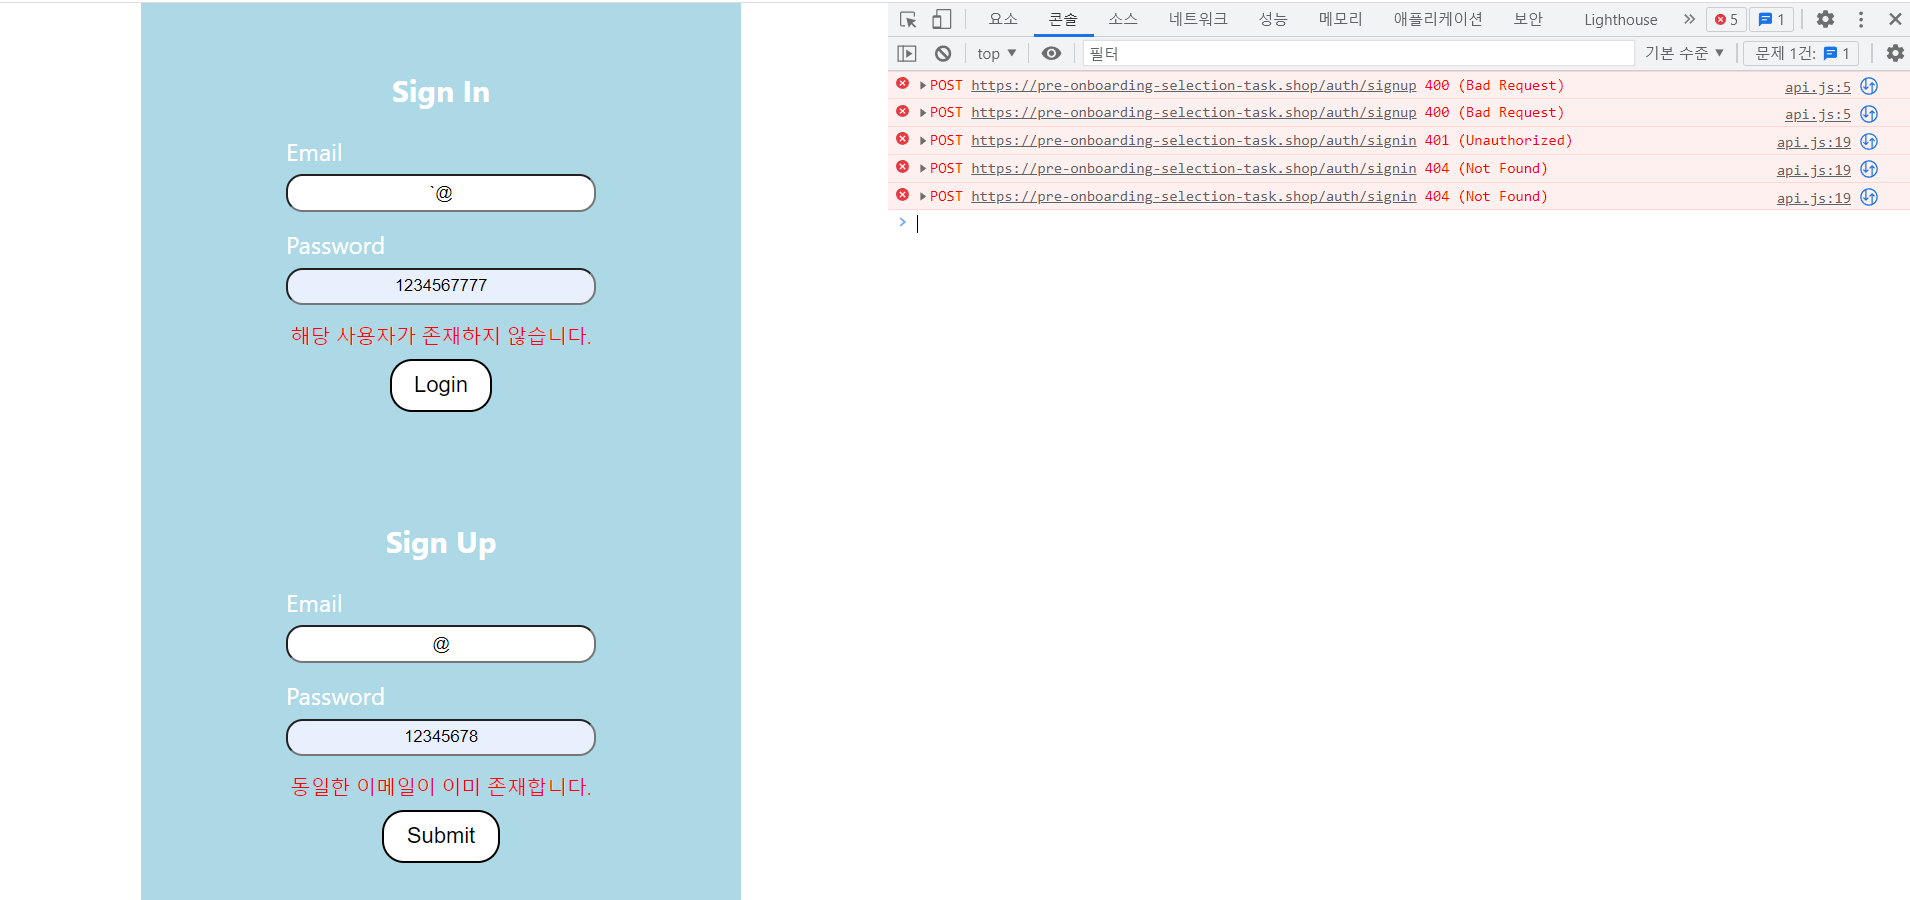 Sign In
Email
`@
Password
1234567777
해당 사용자가 존재하지 않습니다.
Login
Sign Up
Email
@
Password
12345678
동일한 이메일이 이미 존재합니다.
Submit
요소 콘솔 소스 네트워크 성능 메모리 애플리케이션 보안 Lighthouse » 5 1
top ▼ 필터 기본 수준 ▼ 문제 1건: 1
POST https://pre-onboarding-selection-task.shop/auth/signup 400 (Bad Request) api.js:5
POST https://pre-onboarding-selection-task.shop/auth/signup 400 (Bad Request) api.js:5
POST https://pre-onboarding-selection-task.shop/auth/signin 401 (Unauthorized) api.js:19
POST https://pre-onboarding-selection-task.shop/auth/signin 404 (Not Found) api.js:19
POST https://pre-onboarding-selection-task.shop/auth/signin 404 (Not Found) api.js:19